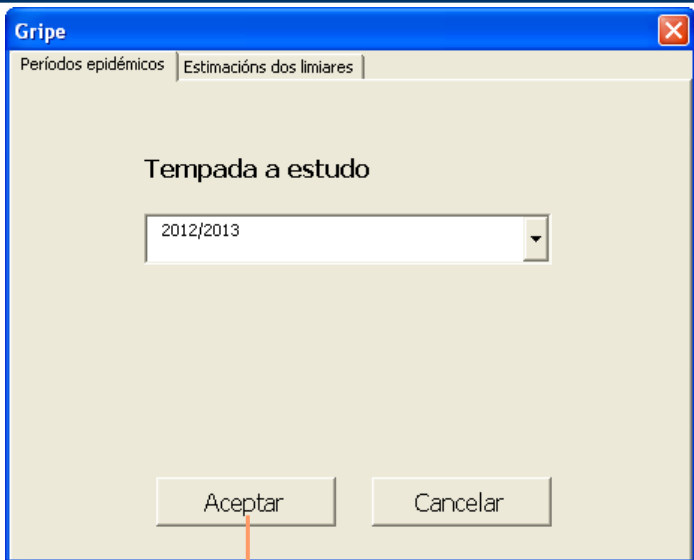 Gripe
Períodos epidémicos Estimacións dos limiares
Tempada a estudo
2012/2013
Aceptar Cancelar